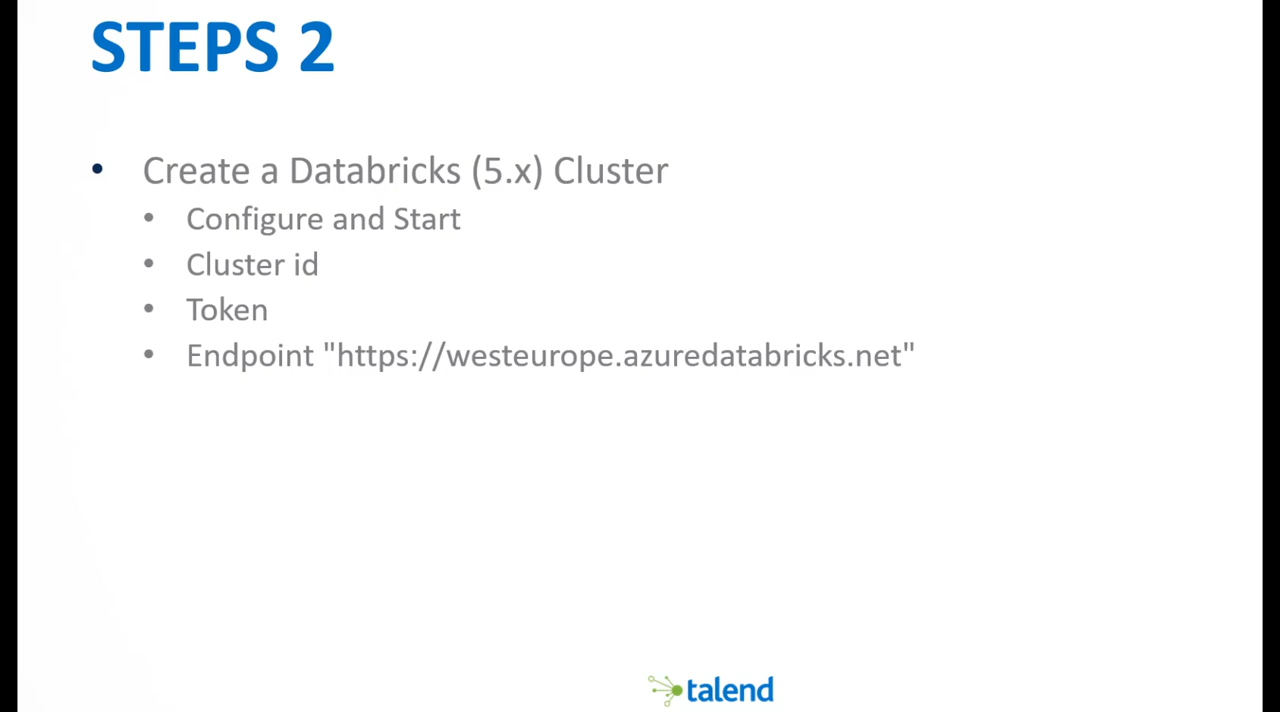 STEPS 2
• Create a Databricks (5.x) Cluster
• Configure and Start
• Cluster id
• Token
• Endpoint "https://westeurope.azuredatabricks.net"
talend